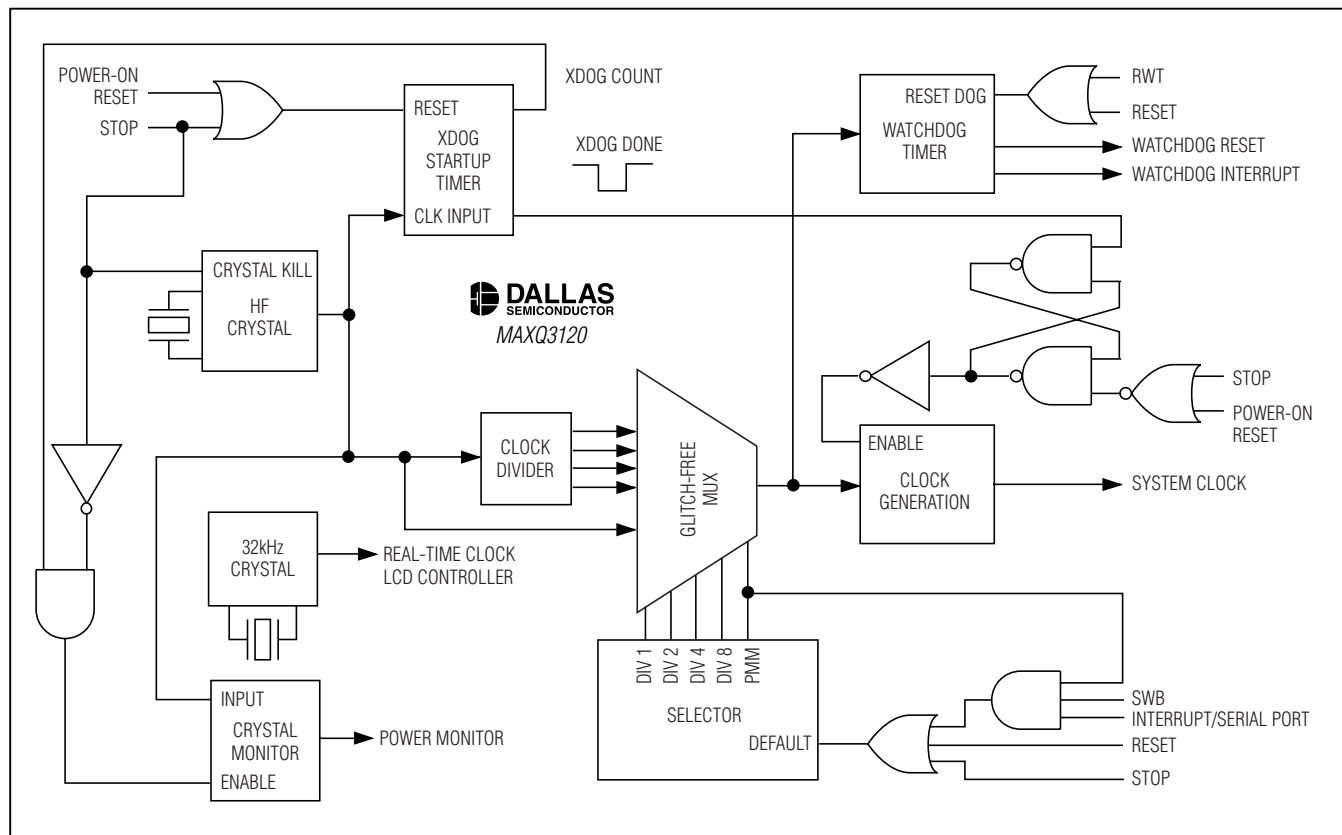 POWER-ON
RESET
STOP
RESET
XDOG
STARTUP
TIMER
CLK INPUT
XDOG COUNT
XDOG DONE
RESET DOG
WATCHDOG
TIMER
RWT
RESET
WATCHDOG RESET
WATCHDOG INTERRUPT
CRYSTAL KILL
HF
CRYSTAL
DALLAS
SEMICONDUCTOR
MAXQ3120
STOP
POWER-ON
RESET
CLOCK
DIVIDER
GLITCH-FREE
MUX
ENABLE
CLOCK
GENERATION
SYSTEM CLOCK
32kHz
CRYSTAL
REAL-TIME CLOCK
LCD CONTROLLER
DIV 1
DIV 2
DIV 4
DIV 8
PMM
SELECTOR
DEFAULT
SWB
INTERRUPT/SERIAL PORT
RESET
STOP
INPUT
CRYSTAL
MONITOR
ENABLE
POWER MONITOR